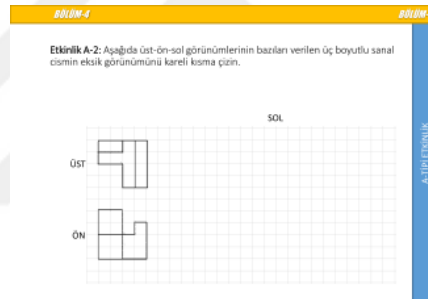 BÖLÜM-4
BÖLÜM-
Etkinlik A-2: Aşağıda üst-ön-sol görünümlerinin bazıları verilen üç boyutlu sanal
cismin eksik görünümünü kareli kısma çizin.
SOL
ÜST
ÖN
A-TİPİ ETKİNLİK